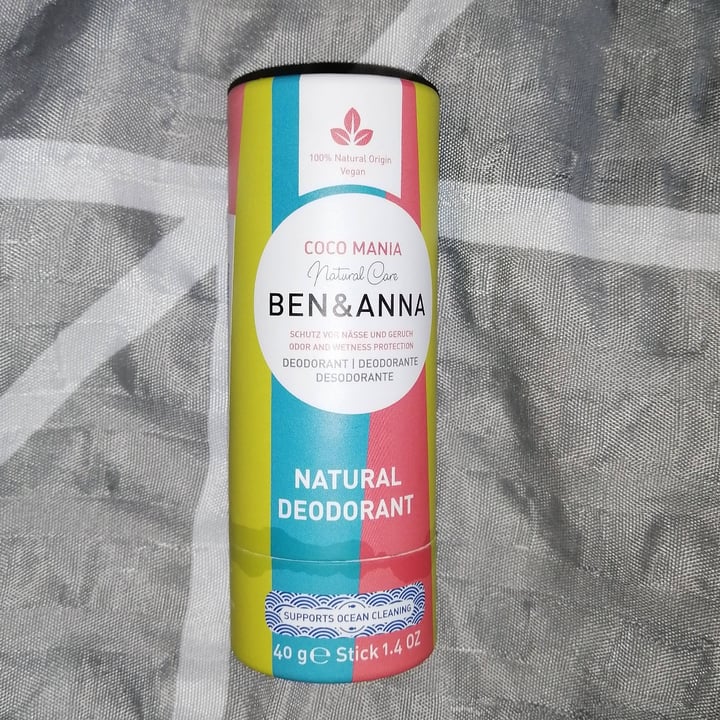 100% Natural Origin
Vegan
COCO MANIA
Natural Care
BEN&ANNA
SCHUTZ VOR NÄSSE UND GERUCH
ODOR AND WETNESS PROTECTION
DEODORANT | DEODORANTE
DESODORANTE
NATURAL
DEODORANT
SUPPORTS OCEAN CLEANING
40 g℮ Stick 1.4 OZ